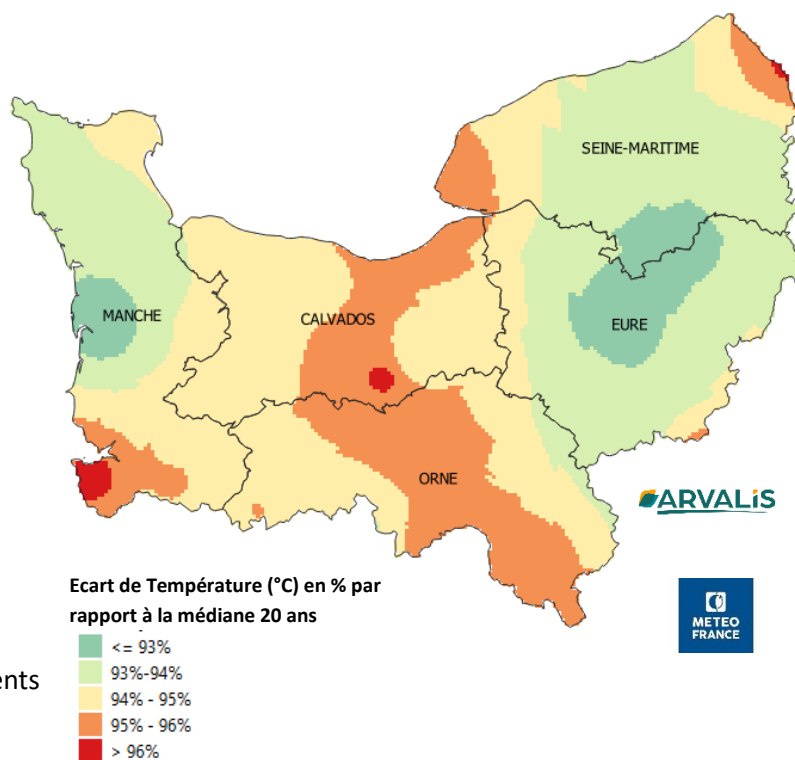 SEINE-MARITIME
MANCHE
CALVADOS
EURE
ORNE
ARVALIS
Ecart de Température (°C) en % par
rapport à la médiane 20 ans
METEO
FRANCE
<= 93%
93%-94%
ents
94% - 95%
95% - 96%
> 96%